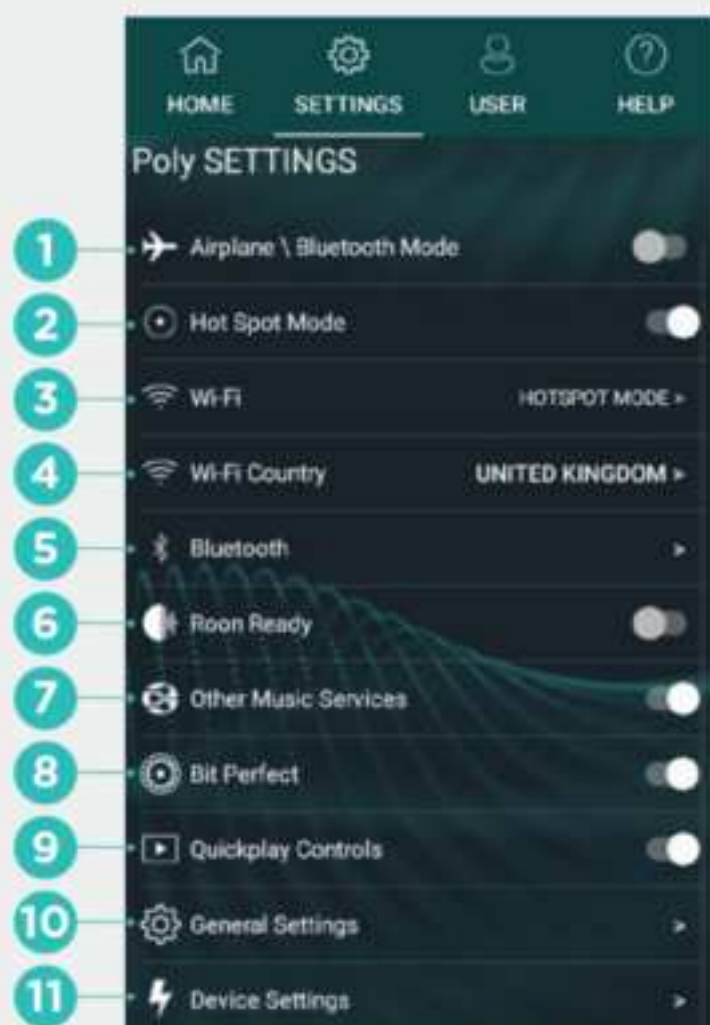 HOME SETTINGS USER HELP
Poly SETTINGS
1 Airplane \ Bluetooth Mode
2 Hot Spot Mode
3 Wi-Fi HOTSPOT MODE >
4 Wi-Fi Country UNITED KINGDOM >
5 Bluetooth >
6 Roon Ready
7 Other Music Services
8 Bit Perfect
9 Quickplay Controls
10 General Settings >
11 Device Settings >